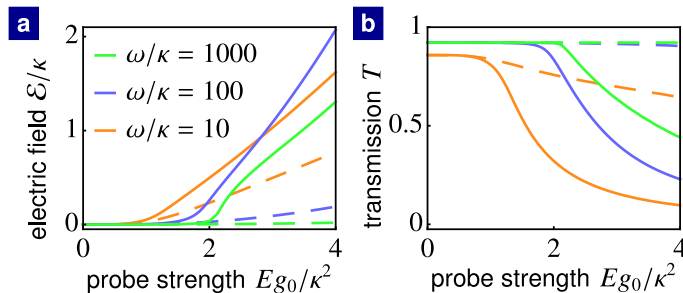 a
electric field ℰ/κ
2
1
0
ω/κ = 1000
ω/κ = 100
ω/κ = 10
0 2 4
probe strength Eg₀/κ²
b
transmission T
1
0.5
0
0 2 4
probe strength Eg₀/κ²